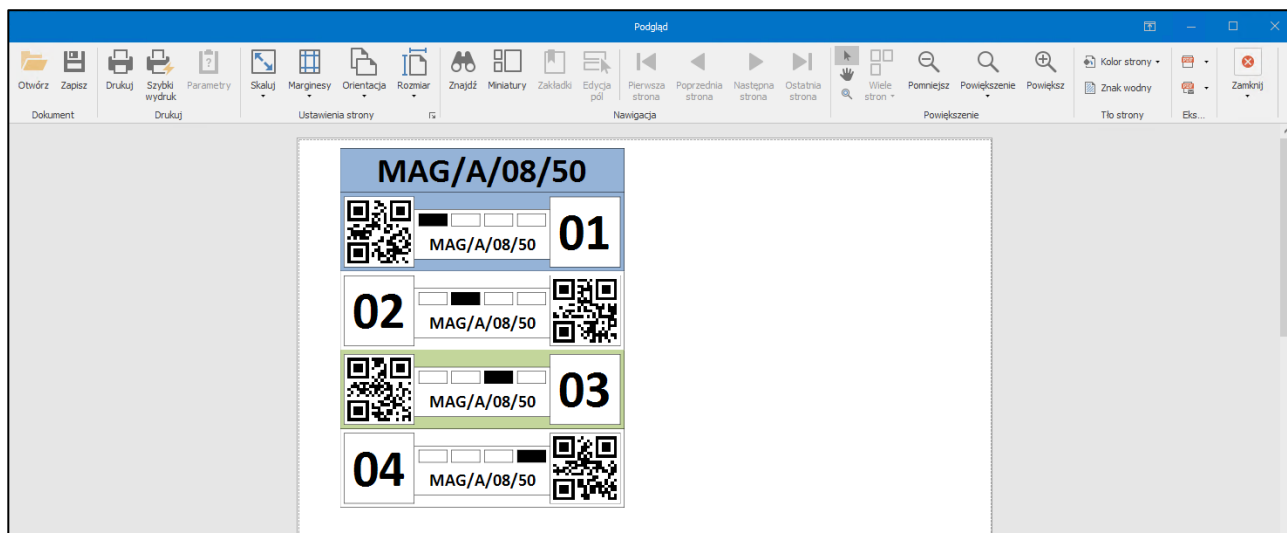 Podgląd
Otwórz Zapisz Drukuj Szybki wydruk Parametry Skaluj Marginesy Orientacja Rozmiar Znajdź Miniatury Zakładki Edycja pól Pierwsza strona Poprzednia strona Następna strona Ostatnia strona Wiele stron Pomniejsz Powiększenie Powiększ Kolor strony Znak wodny Zamknij
Dokument Drukuj Ustawienia strony Nawigacja Powiększenie Tło strony Eks...
MAG/A/08/50
MAG/A/08/50 01
02 MAG/A/08/50
MAG/A/08/50 03
04 MAG/A/08/50